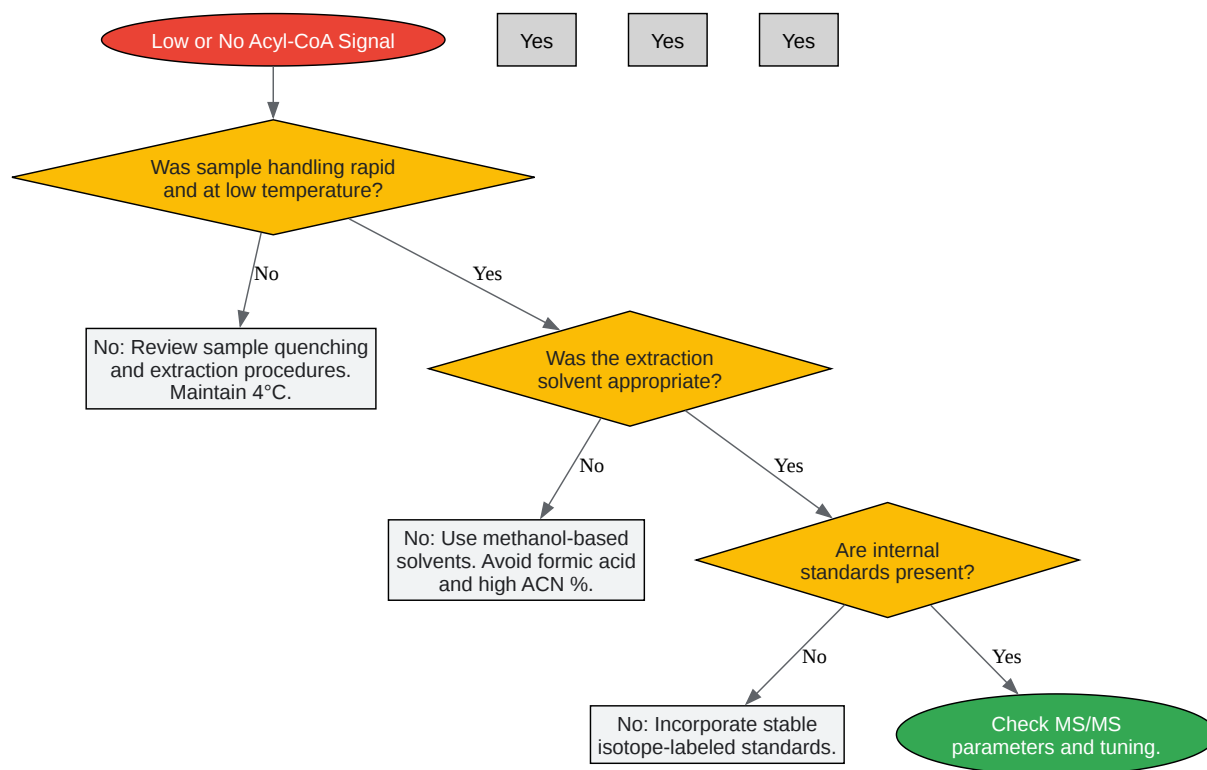 Low or No Acyl-CoA Signal
Yes
Yes
Yes
Was sample handling rapid
and at low temperature?
No
Yes
No: Review sample quenching
and extraction procedures.
Maintain 4°C.
Was the extraction
solvent appropriate?
No
Yes
No: Use methanol-based
solvents. Avoid formic acid
and high ACN %.
Are internal
standards present?
No
Yes
No: Incorporate stable
isotope-labeled standards.
Check MS/MS
parameters and tuning.